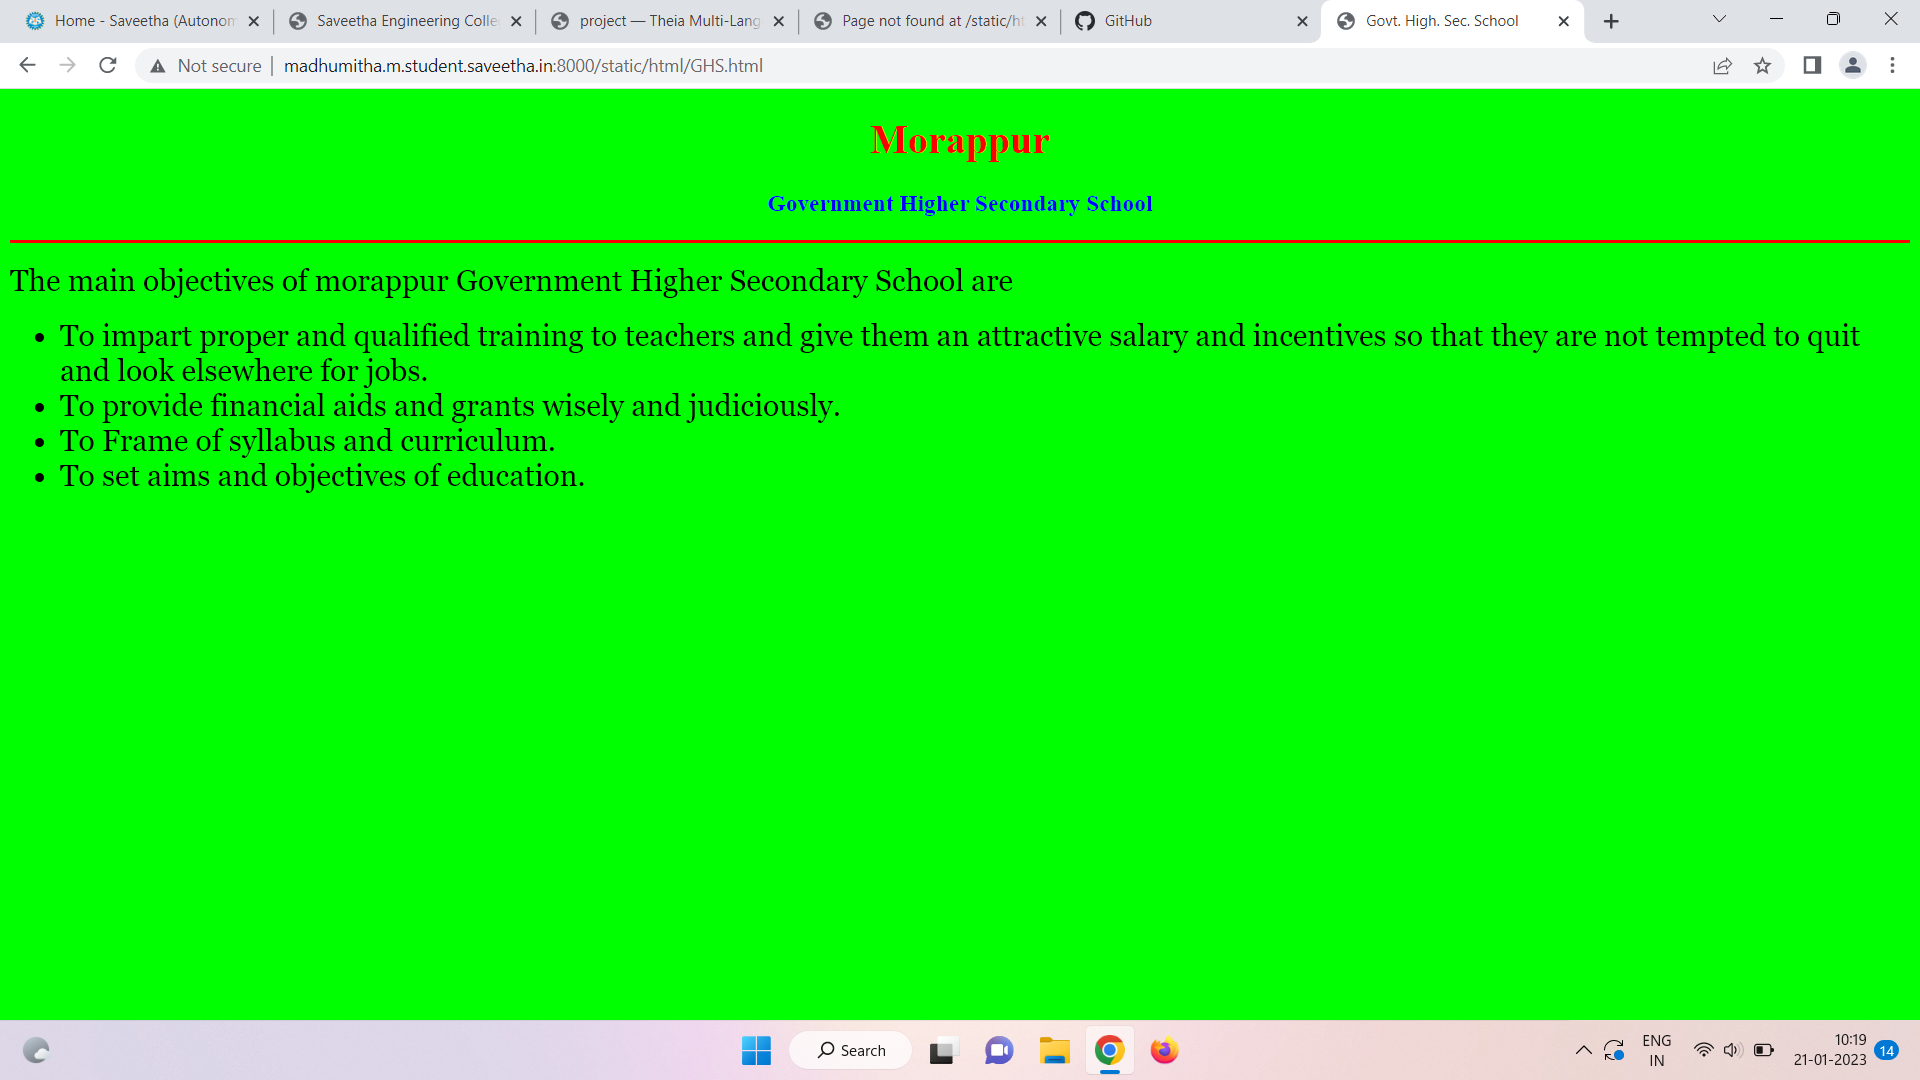 Home - Saveetha (Autonom
Saveetha Engineering Colle
project — Theia Multi-Lang
Page not found at /static/ht
GitHub
Govt. High. Sec. School
Not secure
madhumitha.m.student.saveetha.in:8000/static/html/GHS.html
Morappur
Government Higher Secondary School
The main objectives of morappur Government Higher Secondary School are
• To impart proper and qualified training to teachers and give them an attractive salary and incentives so that they are not tempted to quit
and look elsewhere for jobs.
• To provide financial aids and grants wisely and judiciously.
• To Frame of syllabus and curriculum.
• To set aims and objectives of education.
Search
ENG
IN
10:19
21-01-2023
14